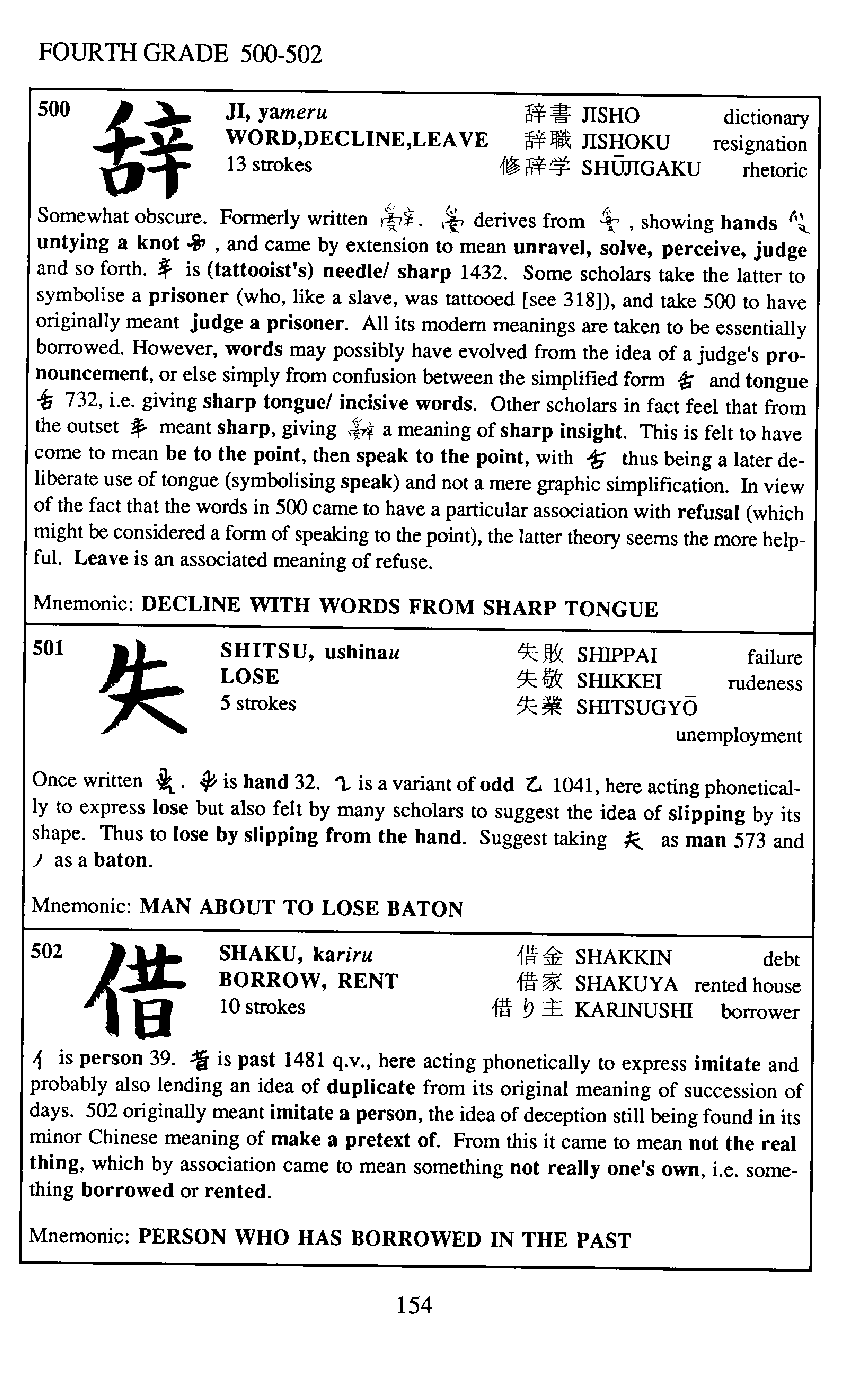 FOURTH GRADE 500-502
500 辞 JI, yameru 辞書 JISHO dictionary
WORD,DECLINE,LEAVE 辞職 JISHOKU resignation
13 strokes 修辞学 SHŪJIGAKU rhetoric
Somewhat obscure. Formerly written . derives from , showing hands
untying a knot , and came by extension to mean unravel, solve, perceive, judge
and so forth. 辛 is (tattooist's) needle/ sharp 1432. Some scholars take the latter to
symbolise a prisoner (who, like a slave, was tattooed [see 318]), and take 500 to have
originally meant judge a prisoner. All its modern meanings are taken to be essentially
borrowed. However, words may possibly have evolved from the idea of a judge's pro-
nouncement, or else simply from confusion between the simplified form 舌 and tongue
舌 732, i.e. giving sharp tongue/ incisive words. Other scholars in fact feel that from
the outset 辛 meant sharp, giving a meaning of sharp insight. This is felt to have
come to mean be to the point, then speak to the point, with 舌 thus being a later de-
liberate use of tongue (symbolising speak) and not a mere graphic simplification. In view
of the fact that the words in 500 came to have a particular association with refusal (which
might be considered a form of speaking to the point), the latter theory seems the more help-
ful. Leave is an associated meaning of refuse.
Mnemonic: DECLINE WITH WORDS FROM SHARP TONGUE
501 失 SHITSU, ushinau 失敗 SHIPPAI failure
LOSE 失敬 SHIKKEI rudeness
5 strokes 失業 SHITSUGYŌ
unemployment
Once written . is hand 32. is a variant of odd 乙 1041, here acting phonetical-
ly to express lose but also felt by many scholars to suggest the idea of slipping by its
shape. Thus to lose by slipping from the hand. Suggest taking 夫 as man 573 and
ノ as a baton.
Mnemonic: MAN ABOUT TO LOSE BATON
502 借 SHAKU, kariru 借金 SHAKKIN debt
BORROW, RENT 借家 SHAKUYA rented house
10 strokes 借り主 KARINUSHI borrower
亻 is person 39. 昔 is past 1481 q.v., here acting phonetically to express imitate and
probably also lending an idea of duplicate from its original meaning of succession of
days. 502 originally meant imitate a person, the idea of deception still being found in its
minor Chinese meaning of make a pretext of. From this it came to mean not the real
thing, which by association came to mean something not really one's own, i.e. some-
thing borrowed or rented.
Mnemonic: PERSON WHO HAS BORROWED IN THE PAST
154